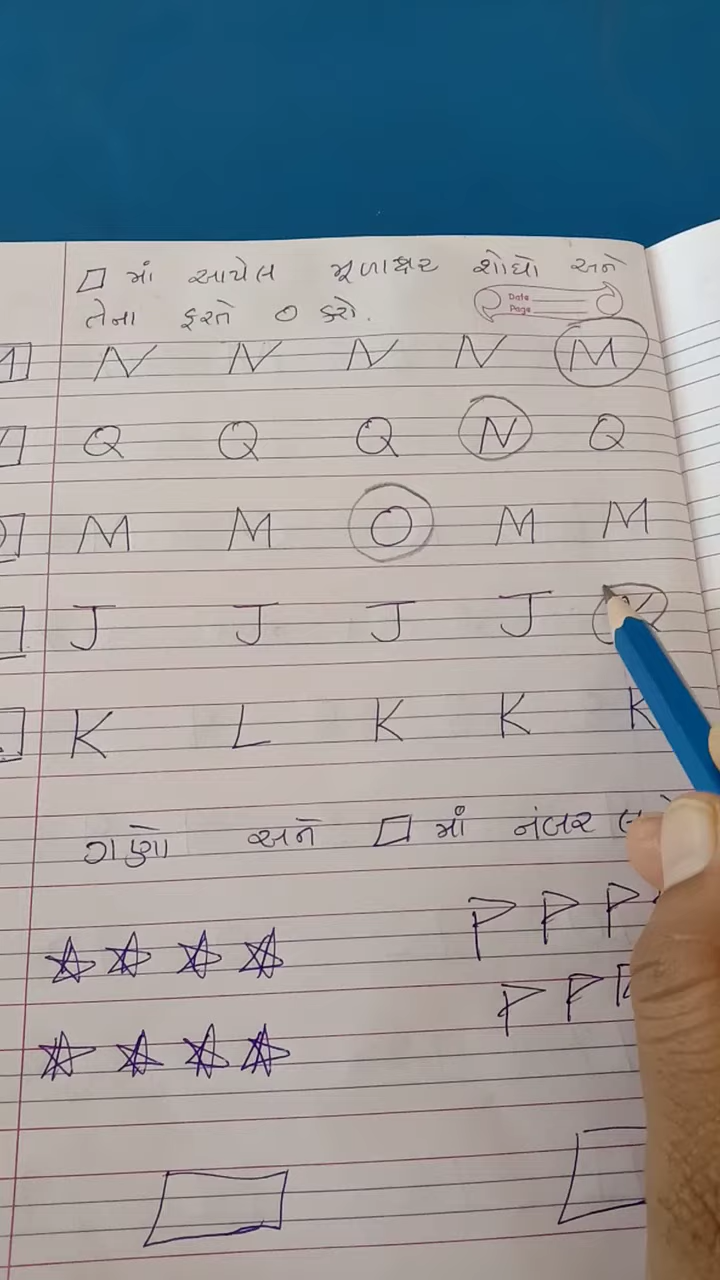 □ માં આપેલ મૂળાક્ષર શોધો અને
તેના ફરતે O કરો.
Date
Page
M N N N N M
Q Q Q N Q
M M O M M
J J J J
K L K K K
ગણો અને □ માં નંબર
P P P
P P P